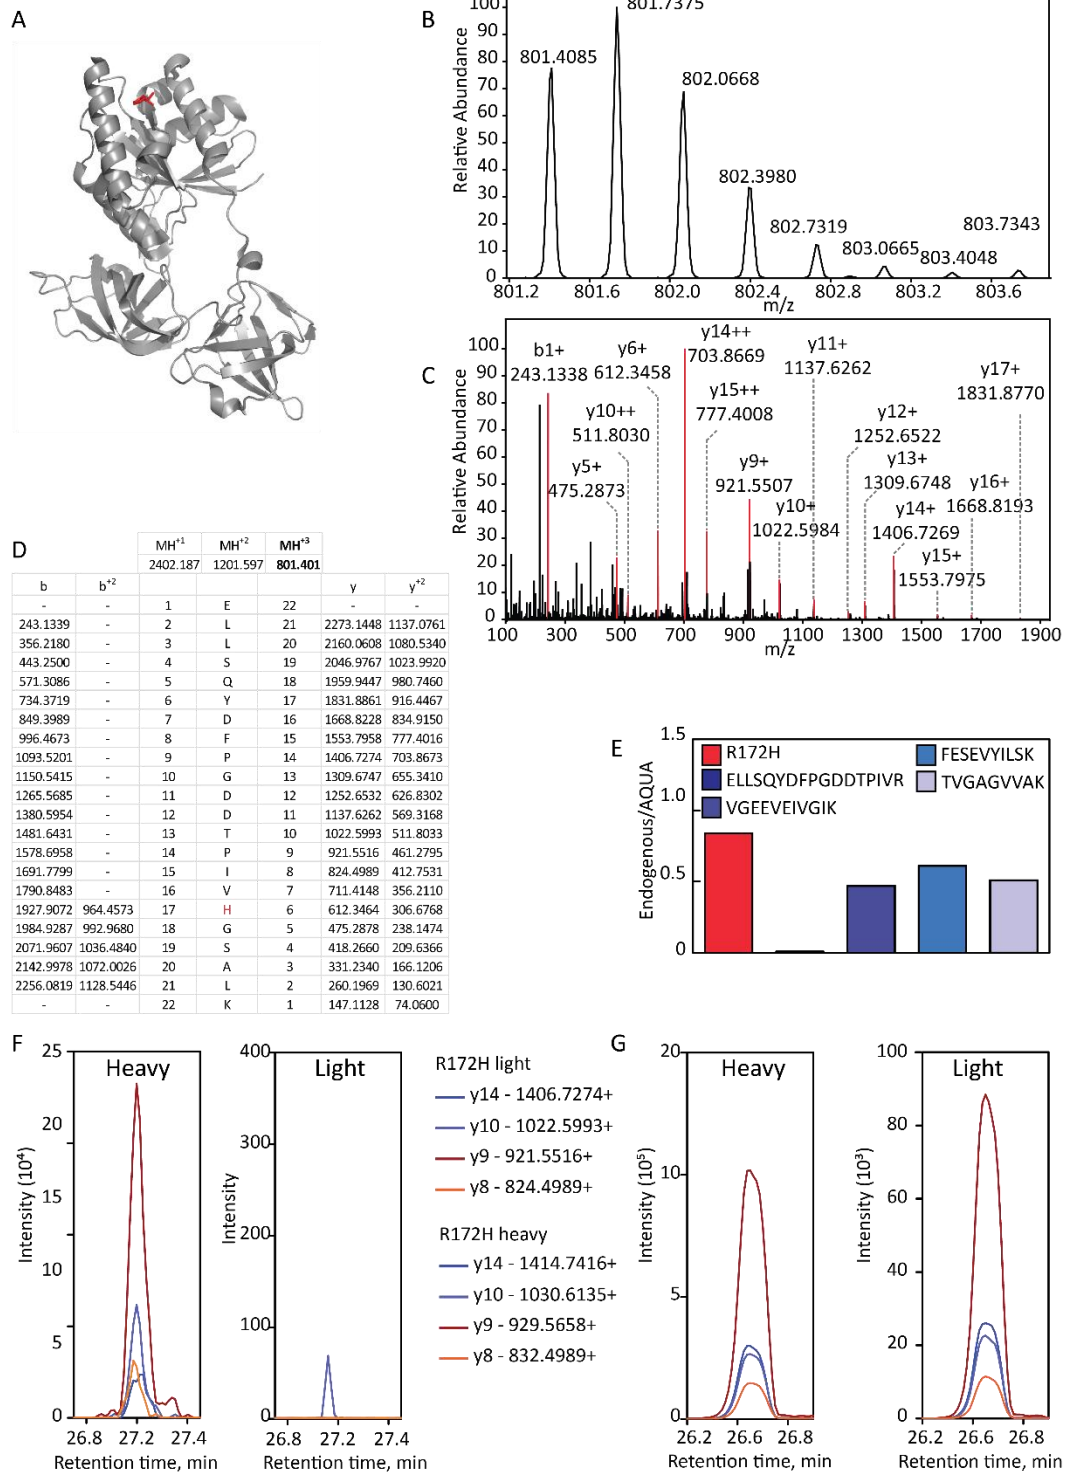 A
B
Relative Abundance
100
90
80
70
60
50
40
30
20
10
0
801.4085
801.7375
802.0668
802.3980
802.7319
803.0665
803.4048
803.7343
801.2 801.6 802.0 802.4 802.8 803.2 803.6
m/z
C
Relative Abundance
100
80
60
40
20
0
b1+
243.1338
y5+
475.2873
y10++
511.8030
y6+
612.3458
y14++
703.8669
y15++
777.4008
y9+
921.5507
y10+
1022.5984
y11+
1137.6262
y12+
1252.6522
y13+
1309.6748
y14+
1406.7269
y15+
1553.7975
y16+
1668.8193
y17+
1831.8770
100 300 500 700 900 1100 1300 1500 1700 1900
m/z
D
MH+1 MH+2 MH+3
2402.187 1201.597 801.401
b b+2 y y+2
- - 1 E 22 - -
243.1339 - 2 L 21 2273.1448 1137.0761
356.2180 - 3 L 20 2160.0608 1080.5340
443.2500 - 4 S 19 2046.9767 1023.9920
571.3086 - 5 Q 18 1959.9447 980.7460
734.3719 - 6 Y 17 1831.8861 916.4467
849.3989 - 7 D 16 1668.8228 834.9150
996.4673 - 8 F 15 1553.7958 777.4016
1093.5201 - 9 P 14 1406.7274 703.8673
1150.5415 - 10 G 13 1309.6747 655.3410
1265.5685 - 11 D 12 1252.6532 626.8302
1380.5954 - 12 D 11 1137.6262 569.3168
1481.6431 - 13 T 10 1022.5993 511.8033
1578.6958 - 14 P 9 921.5516 461.2795
1691.7799 - 15 I 8 824.4989 412.7531
1790.8483 - 16 V 7 711.4148 356.2110
1927.9072 964.4573 17 H 6 612.3464 306.6768
1984.9287 992.9680 18 G 5 475.2878 238.1474
2071.9607 1036.4840 19 S 4 418.2660 209.6366
2142.9978 1072.0026 20 A 3 331.2340 166.1206
2256.0819 1128.5446 21 L 2 260.1969 130.6021
- - 22 K 1 147.1128 74.0600
E
Endogenous/AQUA
1.5
1.0
0.5
0
R172H
ELLSQYDFPGDDTPIVR
VGEEVEIVGIK
FESEVYILSK
TVGAGVVAK
F
Heavy
Intensity (10⁴)
25
20
15
10
5
0
26.8 27.2 27.4
Retention time, min
Light
Intensity
400
300
200
100
0
26.8 27.2 27.4
Retention time, min
R172H light
y14 - 1406.7274+
y10 - 1022.5993+
y9 - 921.5516+
y8 - 824.4989+
R172H heavy
y14 - 1414.7416+
y10 - 1030.6135+
y9 - 929.5658+
y8 - 832.4989+
G
Heavy
Intensity (10⁵)
20
10
5
0
26.2 26.6 26.8
Retention time, min
Light
Intensity (10³)
100
80
60
40
20
0
26.2 26.6 26.8
Retention time, min